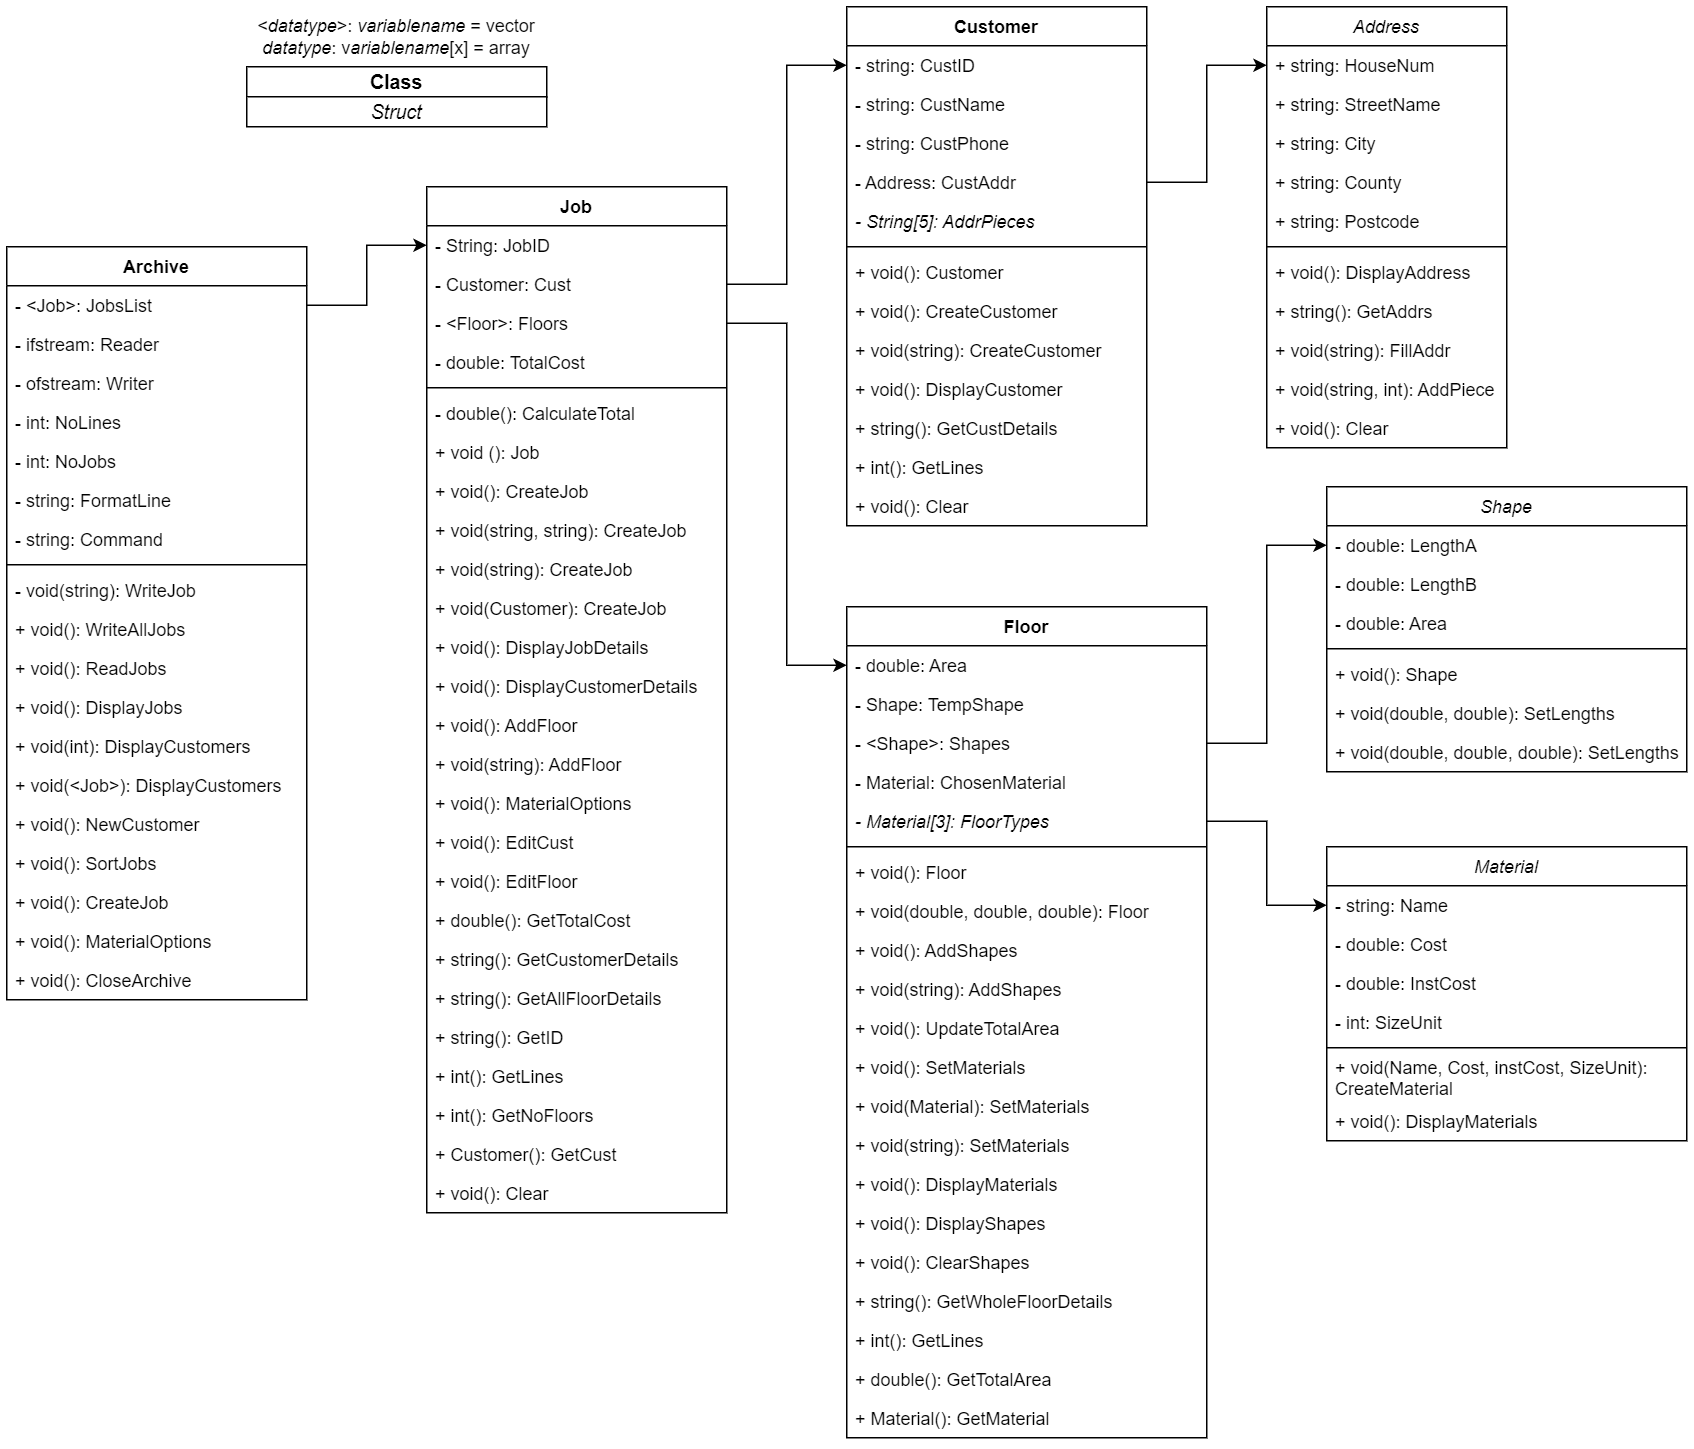 <datatype>: variablename = vector
datatype: variablename[x] = array
Class
Struct
Archive
- <Job>: JobsList
- ifstream: Reader
- ofstream: Writer
- int: NoLines
- int: NoJobs
- string: FormatLine
- string: Command
- void(string): WriteJob
+ void(): WriteAllJobs
+ void(): ReadJobs
+ void(): DisplayJobs
+ void(int): DisplayCustomers
+ void(<Job>): DisplayCustomers
+ void(): NewCustomer
+ void(): SortJobs
+ void(): CreateJob
+ void(): MaterialOptions
+ void(): CloseArchive
Job
- String: JobID
- Customer: Cust
- <Floor>: Floors
- double: TotalCost
- double(): CalculateTotal
+ void (): Job
+ void(): CreateJob
+ void(string, string): CreateJob
+ void(string): CreateJob
+ void(Customer): CreateJob
+ void(): DisplayJobDetails
+ void(): DisplayCustomerDetails
+ void(): AddFloor
+ void(string): AddFloor
+ void(): MaterialOptions
+ void(): EditCust
+ void(): EditFloor
+ double(): GetTotalCost
+ string(): GetCustomerDetails
+ string(): GetAllFloorDetails
+ string(): GetID
+ int(): GetLines
+ int(): GetNoFloors
+ Customer(): GetCust
+ void(): Clear
Customer
- string: CustID
- string: CustName
- string: CustPhone
- Address: CustAddr
- String[5]: AddrPieces
+ void(): Customer
+ void(): CreateCustomer
+ void(string): CreateCustomer
+ void(): DisplayCustomer
+ string(): GetCustDetails
+ int(): GetLines
+ void(): Clear
Address
+ string: HouseNum
+ string: StreetName
+ string: City
+ string: County
+ string: Postcode
+ void(): DisplayAddress
+ string(): GetAddrs
+ void(string): FillAddr
+ void(string, int): AddPiece
+ void(): Clear
Floor
- double: Area
- Shape: TempShape
- <Shape>: Shapes
- Material: ChosenMaterial
- Material[3]: FloorTypes
+ void(): Floor
+ void(double, double, double): Floor
+ void(): AddShapes
+ void(string): AddShapes
+ void(): UpdateTotalArea
+ void(): SetMaterials
+ void(Material): SetMaterials
+ void(string): SetMaterials
+ void(): DisplayMaterials
+ void(): DisplayShapes
+ void(): ClearShapes
+ string(): GetWholeFloorDetails
+ int(): GetLines
+ double(): GetTotalArea
+ Material(): GetMaterial
Shape
- double: LengthA
- double: LengthB
- double: Area
+ void(): Shape
+ void(double, double): SetLengths
+ void(double, double, double): SetLengths
Material
- string: Name
- double: Cost
- double: InstCost
- int: SizeUnit
+ void(Name, Cost, instCost, SizeUnit):
CreateMaterial
+ void(): DisplayMaterials